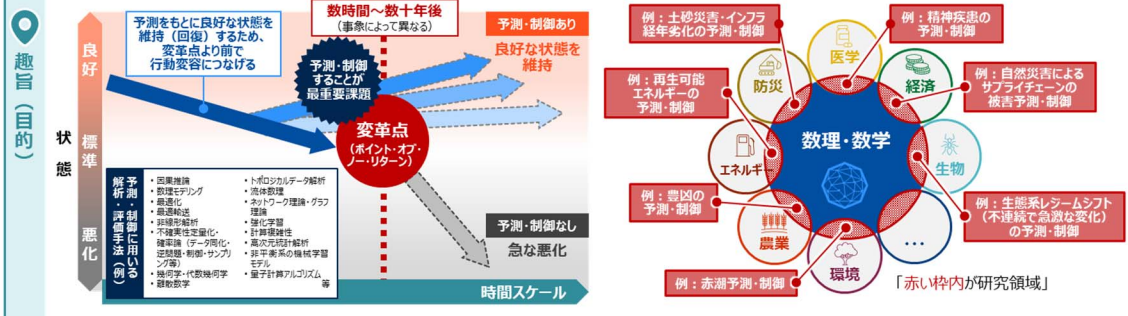 趣旨（目的）
良好
標準
悪化
状態
予測をもとに良好な状態を
維持（回復）するため、
変革点より前で
行動変容につなげる
数時間～数十年後
（事象によって異なる）
予測・制御
することが
最重要課題
変革点
（ポイント・オブ・
ノー・リターン）
予測・制御あり
良好な状態を
維持
予測・制御なし
急な悪化
時間スケール
予測・制御に用いる
解析・評価手法（例）
• 因果推論
• 数理モデリング
• 最適化
• 最適輸送
• 非線形解析
• 不確実性定量化・
確率論（データ同化・
逆問題・制御・サンプリ
ング等）
• 幾何学・代数幾何学
• 離散数学
• トポロジカルデータ解析
• 流体数理
• ネットワーク理論・グラフ
理論
• 強化学習
• 計算複雑性
• 高次元統計解析
• 非平衡系の機械学習
モデル
• 量子計算アルゴリズム
等
例：土砂災害・インフラ
経年劣化の予測・制御
例：精神疾患の
予測・制御
例：再生可能
エネルギーの
予測・制御
例：自然災害による
サプライチェーンの
被害予測・制御
医学
防災
経済
数理・数学
エネルギー
生物
例：豊凶の
予測・制御
例：生態系レジームシフト
（不連続で急激な変化）
の予測・制御
農業
…
環境
例：赤潮予測・制御
「赤い枠内が研究領域」